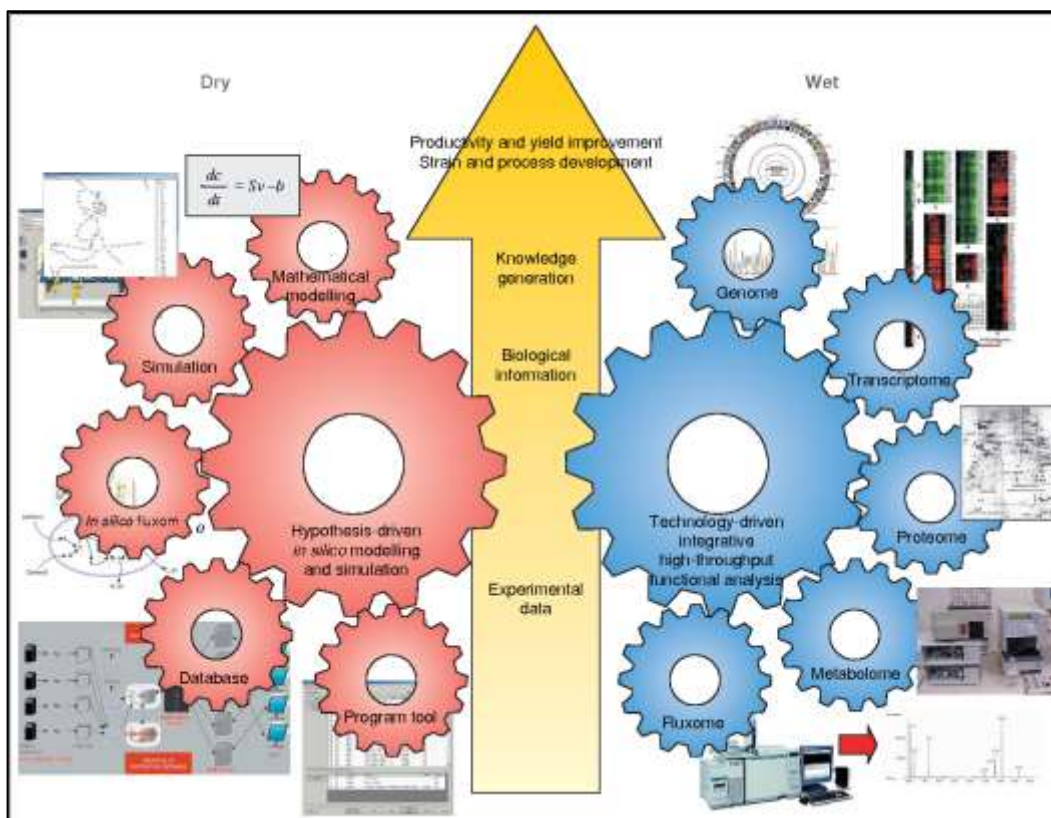 Dry
Wet
Productivity and yield improvement
Strain and process development
dc
dt
= Sv-b
Mathematical
modelling
Knowledge
generation
Genome
Simulation
Biological
information
Transcriptome
In silico fluxom
e
Hypothesis-driven
in silico modelling
and simulation
Technology-driven
integrative
high-throughput
functional analysis
Proteome
Experimental
data
Database
Metabolome
Program tool
Fluxome